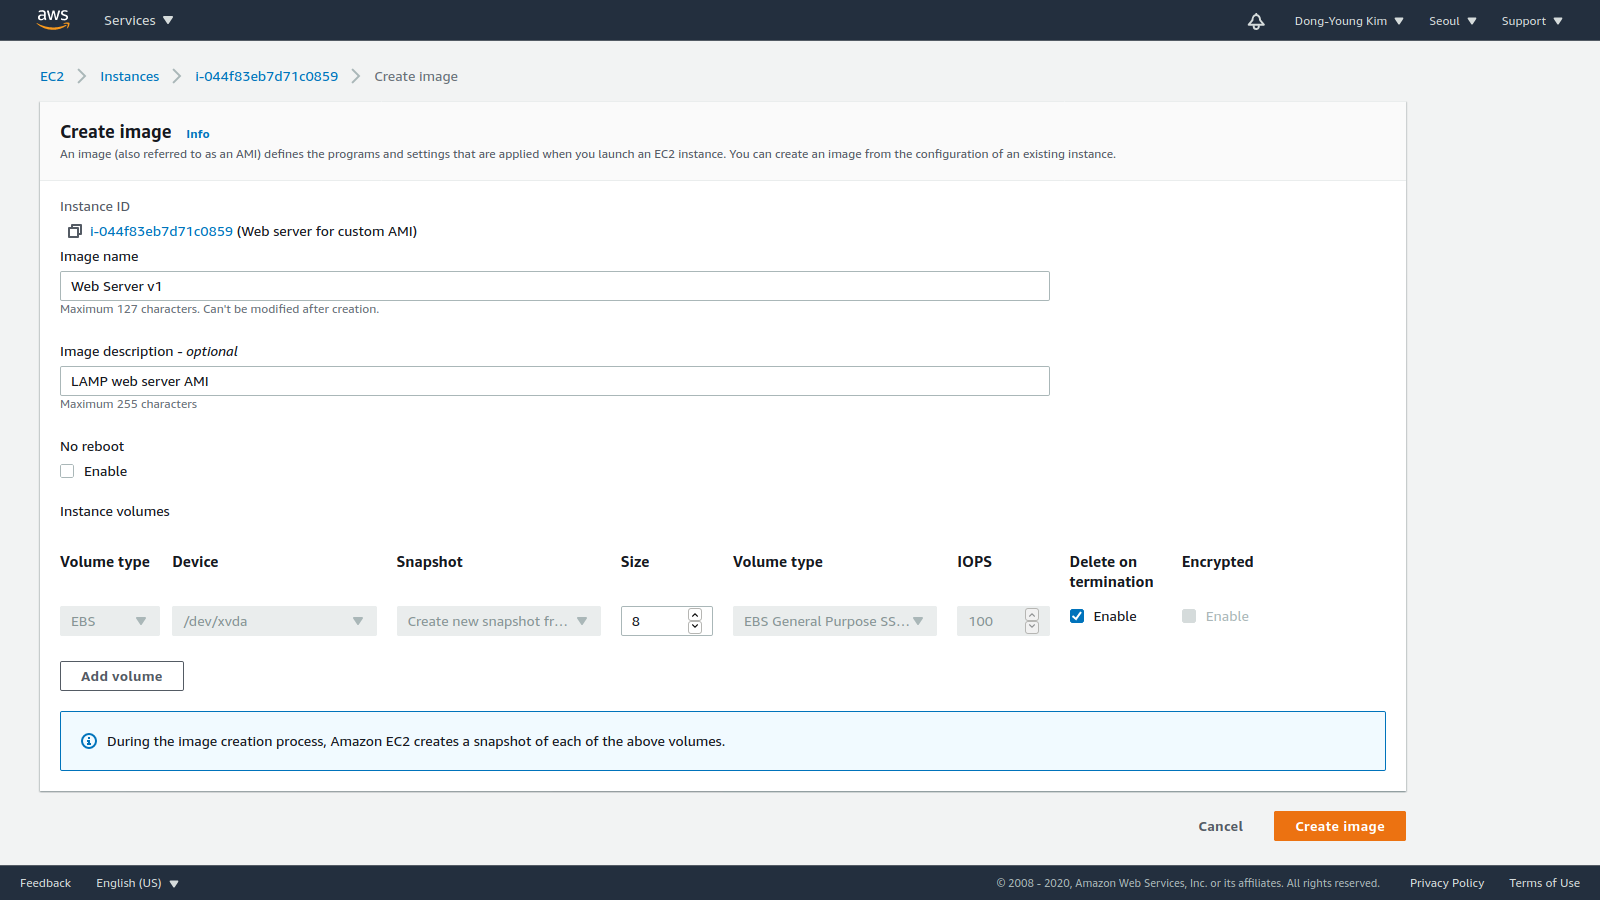 aws Services Dong-Young Kim Seoul Support
EC2 Instances i-044f83eb7d71c0859 Create image
Create image Info
An image (also referred to as an AMI) defines the programs and settings that are applied when you launch an EC2 instance. You can create an image from the configuration of an existing instance.
Instance ID
i-044f83eb7d71c0859 (Web server for custom AMI)
Image name
Web Server v1
Maximum 127 characters. Can't be modified after creation.
Image description - optional
LAMP web server AMI
Maximum 255 characters
No reboot
Enable
Instance volumes
Volume type Device Snapshot Size Volume type IOPS Delete on termination Encrypted
EBS /dev/xvda Create new snapshot fr... 8 EBS General Purpose SS... 100 Enable Enable
Add volume
During the image creation process, Amazon EC2 creates a snapshot of each of the above volumes.
Cancel Create image
Feedback English (US) © 2008 - 2020, Amazon Web Services, Inc. or its affiliates. All rights reserved. Privacy Policy Terms of Use